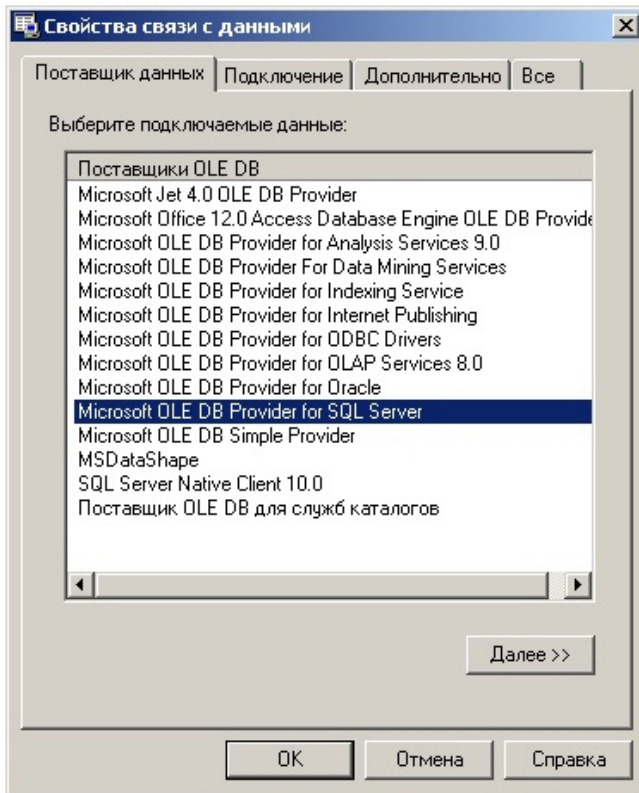 Свойства связи с данными
Поставщик данных Подключение Дополнительно Все
Выберите подключаемые данные:
Поставщики OLE DB
Microsoft Jet 4.0 OLE DB Provider
Microsoft Office 12.0 Access Database Engine OLE DB Provide
Microsoft OLE DB Provider for Analysis Services 9.0
Microsoft OLE DB Provider For Data Mining Services
Microsoft OLE DB Provider for Indexing Service
Microsoft OLE DB Provider for Internet Publishing
Microsoft OLE DB Provider for ODBC Drivers
Microsoft OLE DB Provider for OLAP Services 8.0
Microsoft OLE DB Provider for Oracle
Microsoft OLE DB Provider for SQL Server
Microsoft OLE DB Simple Provider
MSDataShape
SQL Server Native Client 10.0
Поставщик OLE DB для служб каталогов
Далее >>
OK Отмена Справка